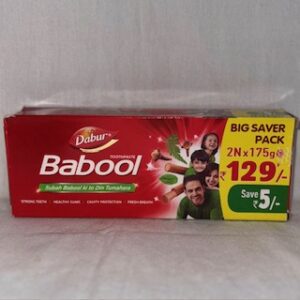 Dabur
TOOTHPASTE
Babool
Subah Babool ki to Din Tumahara
STRONG TEETH | HEALTHY GUMS | CAVITY PROTECTION | FRESH BREATH
BIG SAVER
PACK
2N x 175g
₹129/-
Save
₹5/-